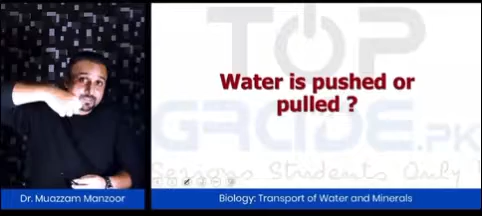 TOP
Water is pushed or
pulled ?
GRADE.PK
Serious Students Only
Dr. Muazzam Manzoor
Biology: Transport of Water and Minerals